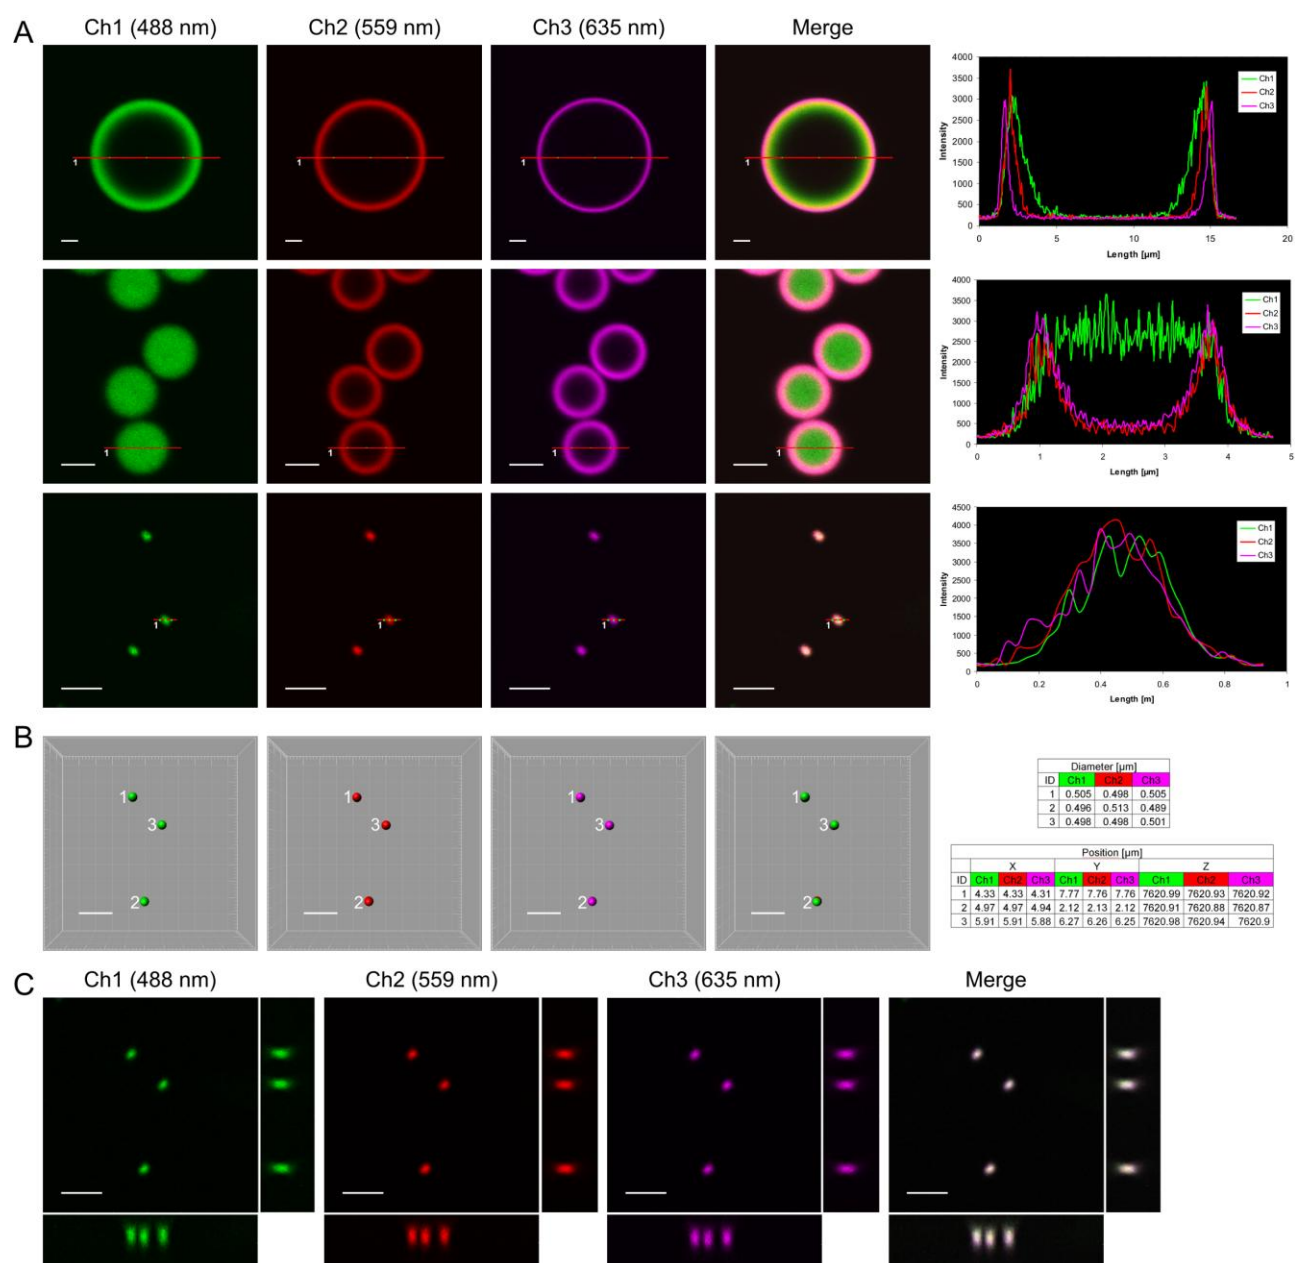 A
Ch1 (488 nm) Ch2 (559 nm) Ch3 (635 nm) Merge
1 1 1 1
4000
3500
3000
2500
2000
1500
1000
500
0
Intensity
0 5 10 15 20
Length [µm]
Ch1
Ch2
Ch3
1 1 1 1
4000
3500
3000
2500
2000
1500
1000
500
0
Intensity
0 1 2 3 4 5
Length [µm]
Ch1
Ch2
Ch3
1 1 1 1
4500
4000
3500
3000
2500
2000
1500
1000
500
0
Intensity
0 0.2 0.4 0.6 0.8 1
Length [m]
Ch1
Ch2
Ch3
B
1 1 1 1
3 3 3 3
2 2 2 2
Diameter [µm]
ID Ch1 Ch2 Ch3
1 0.505 0.498 0.505
2 0.496 0.513 0.489
3 0.498 0.498 0.501
Position [µm]
X Y Z
ID Ch1 Ch2 Ch3 Ch1 Ch2 Ch3 Ch1 Ch2 Ch3
1 4.33 4.33 4.31 7.77 7.76 7.76 7620.99 7620.93 7620.92
2 4.97 4.97 4.94 2.12 2.13 2.12 7620.91 7620.88 7620.87
3 5.91 5.91 5.88 6.27 6.26 6.25 7620.98 7620.94 7620.9
C
Ch1 (488 nm) Ch2 (559 nm) Ch3 (635 nm) Merge